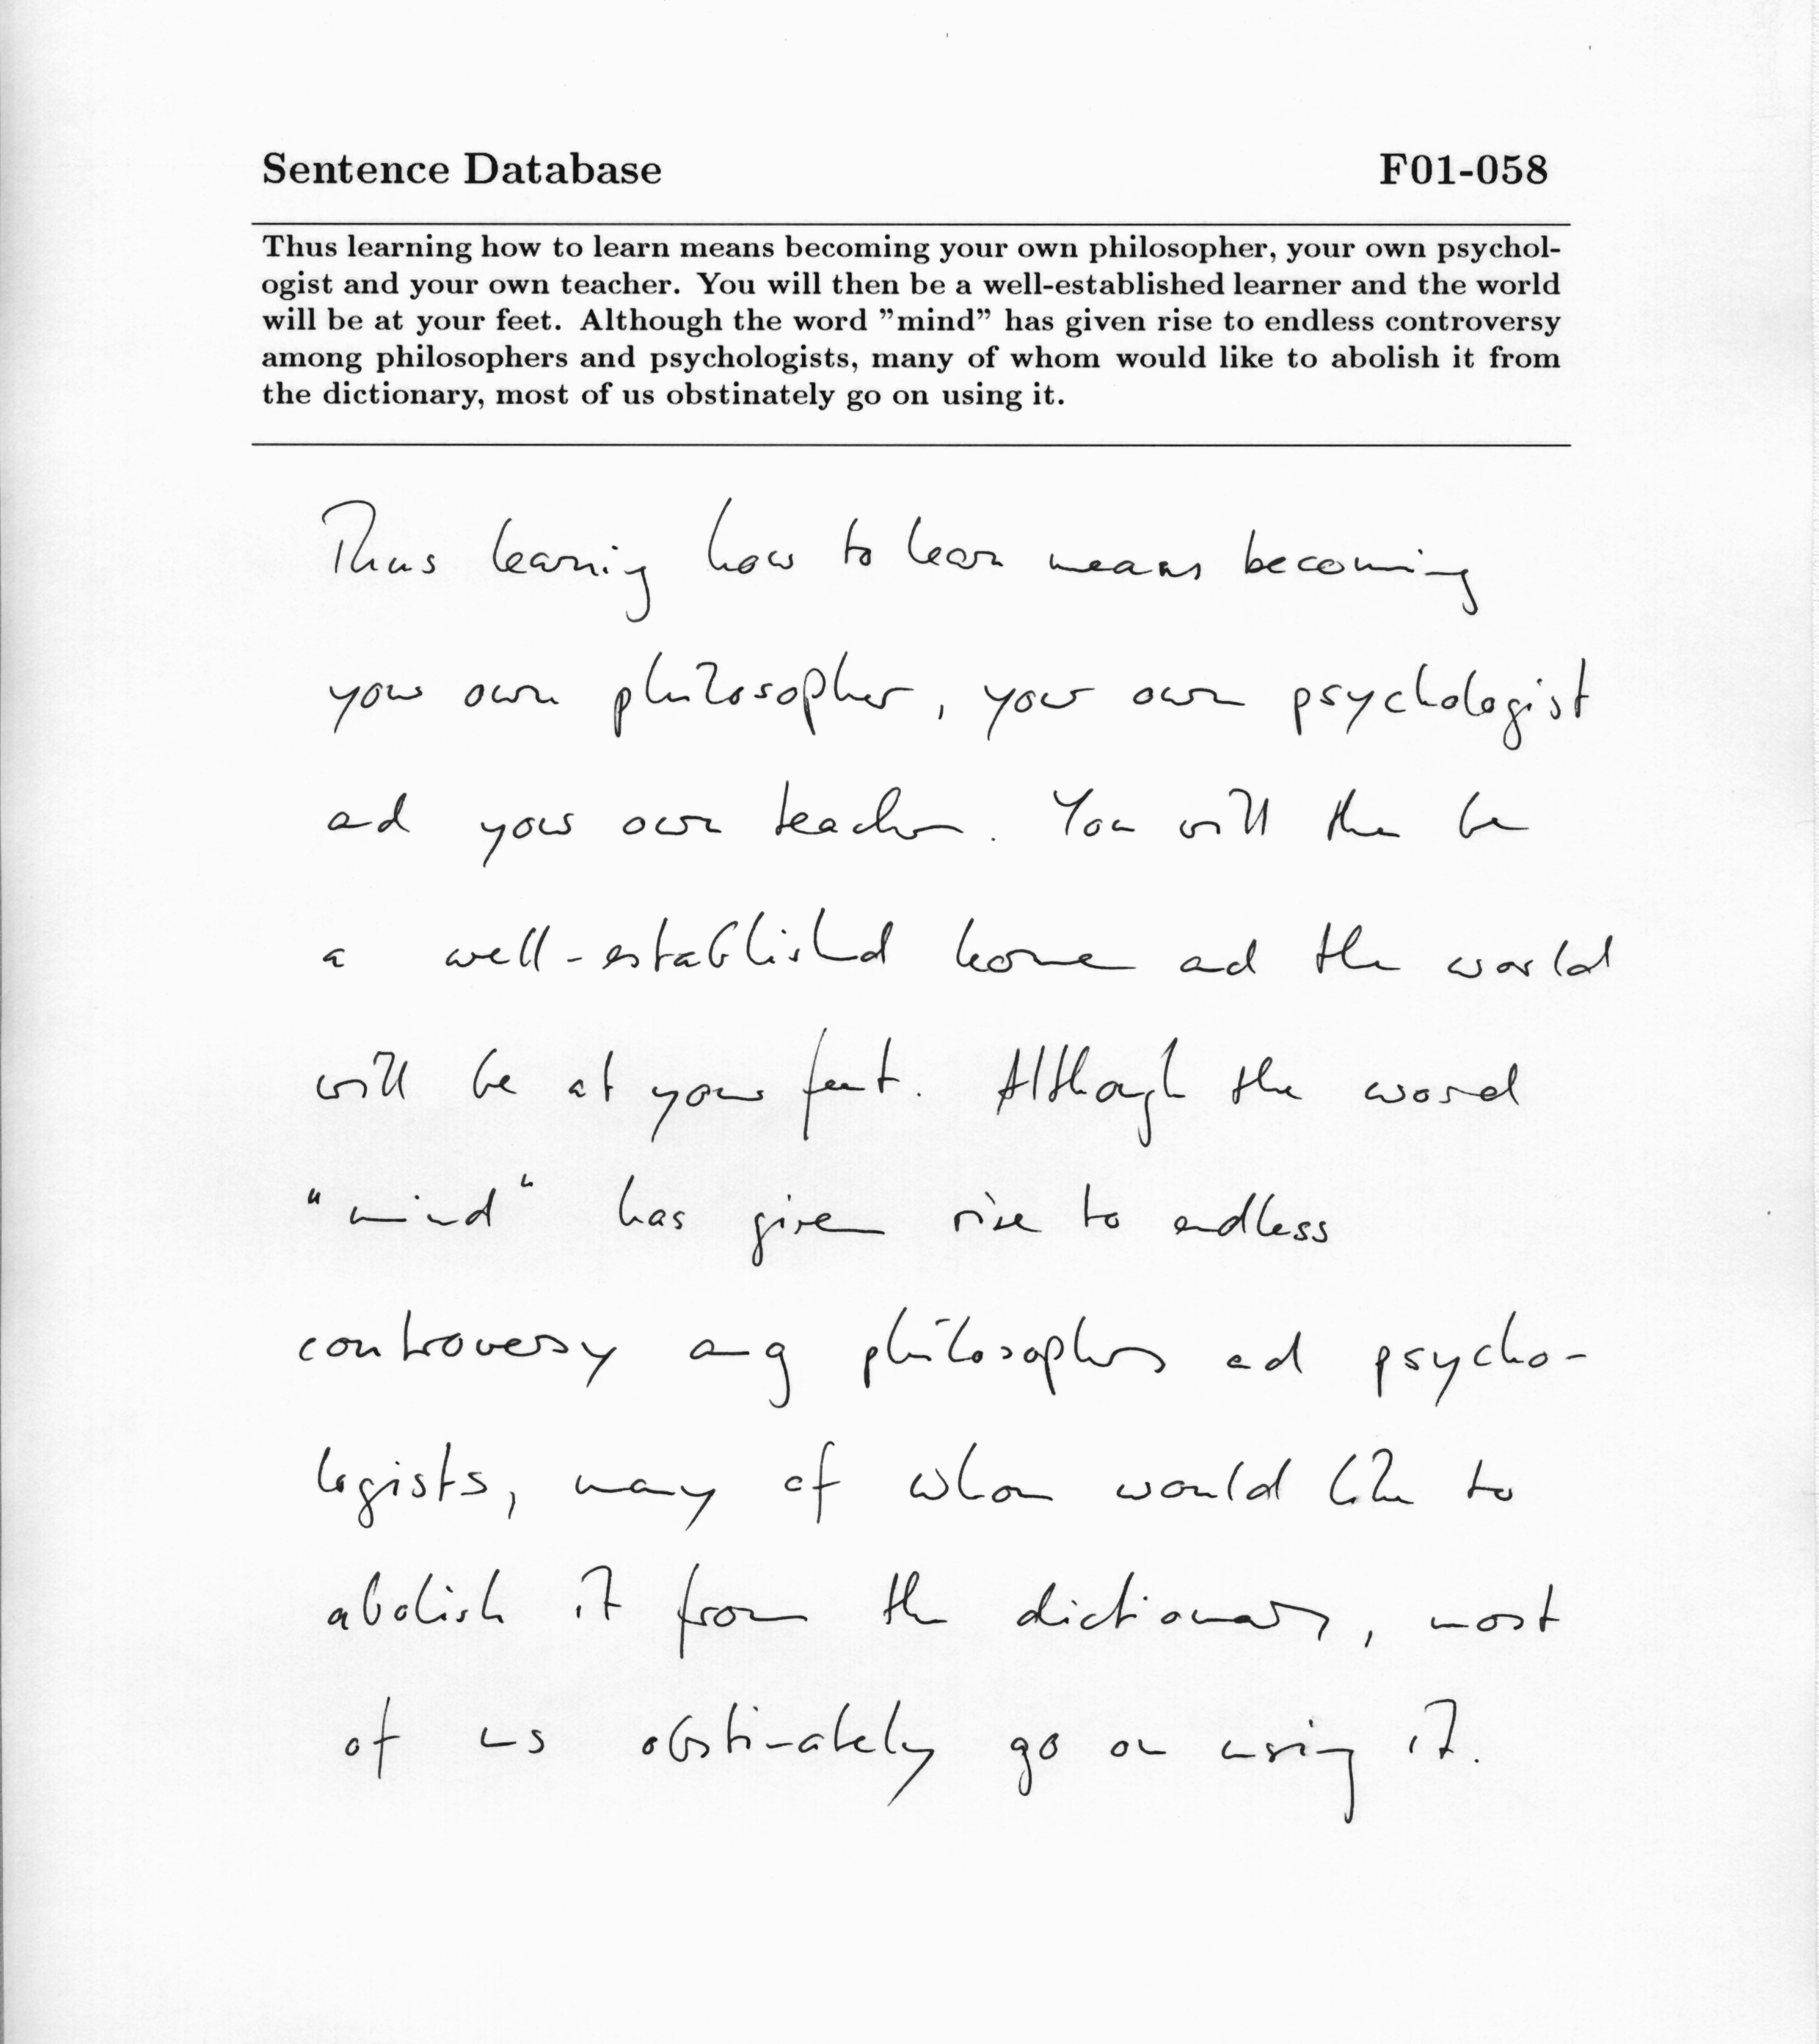 Sentence Database F01-058
Thus learning how to learn means becoming your own philosopher, your own psychol-
ogist and your own teacher. You will then be a well-established learner and the world
will be at your feet. Although the word ”mind” has given rise to endless controversy
among philosophers and psychologists, many of whom would like to abolish it from
the dictionary, most of us obstinately go on using it.
Thus learning how to learn means becoming
your own philosopher, your own psychologist
and your own teacher. You will then be
a well-established learner and the world
will be at your feet. Although the word
"mind" has given rise to endless
controversy among philosophers and psycho-
logists, many of whom would like to
abolish it from the dictionary, most
of us obstinately go on using it.